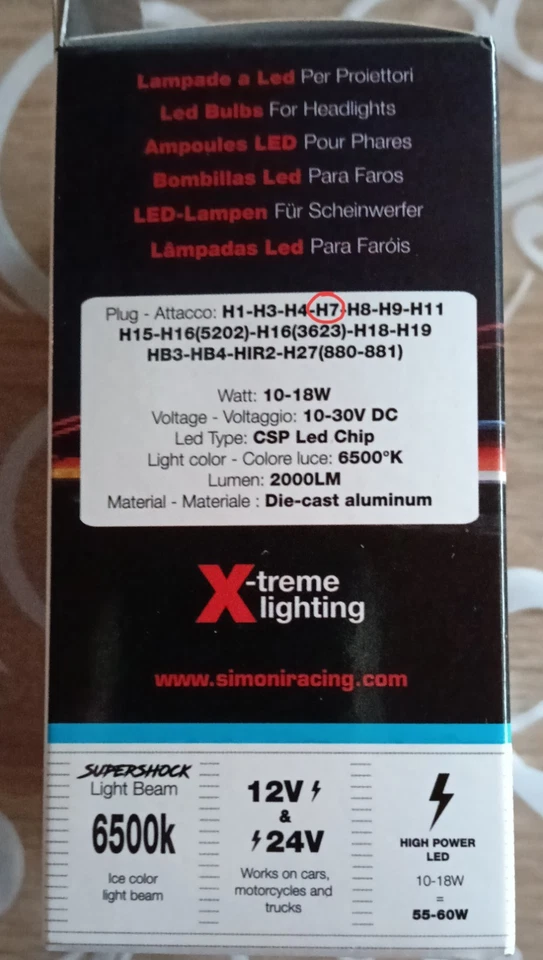 Lampade a Led Per Proiettori
Led Bulbs For Headlights
Ampoules LED Pour Phares
Bombillas Led Para Faros
LED-Lampen Für Scheinwerfer
Lâmpadas Led Para Faróis
Plug - Attacco: H1-H3-H4-H7-H8-H9-H11
H15-H16(5202)-H16(3623)-H18-H19
HB3-HB4-HIR2-H27(880-881)
Watt: 10-18W
Voltage - Voltaggio: 10-30V DC
Led Type: CSP Led Chip
Light color - Colore luce: 6500°K
Lumen: 2000LM
Material - Materiale : Die-cast aluminum
X-treme
lighting
www.simoniracing.com
SUPERSHOCK
Light Beam
6500k
Ice color
light beam
12V
&
24V
Works on cars,
motorcycles and
trucks
HIGH POWER
LED
10-18W
=
55-60W